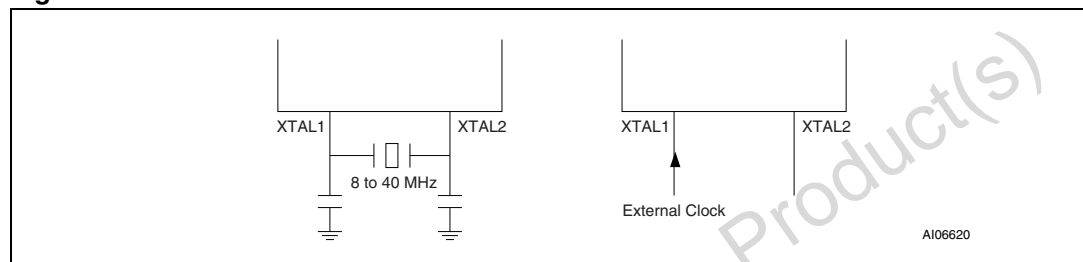 XTAL1
XTAL2
8 to 40 MHz
XTAL1
XTAL2
External Clock
Product(s)
AI06620